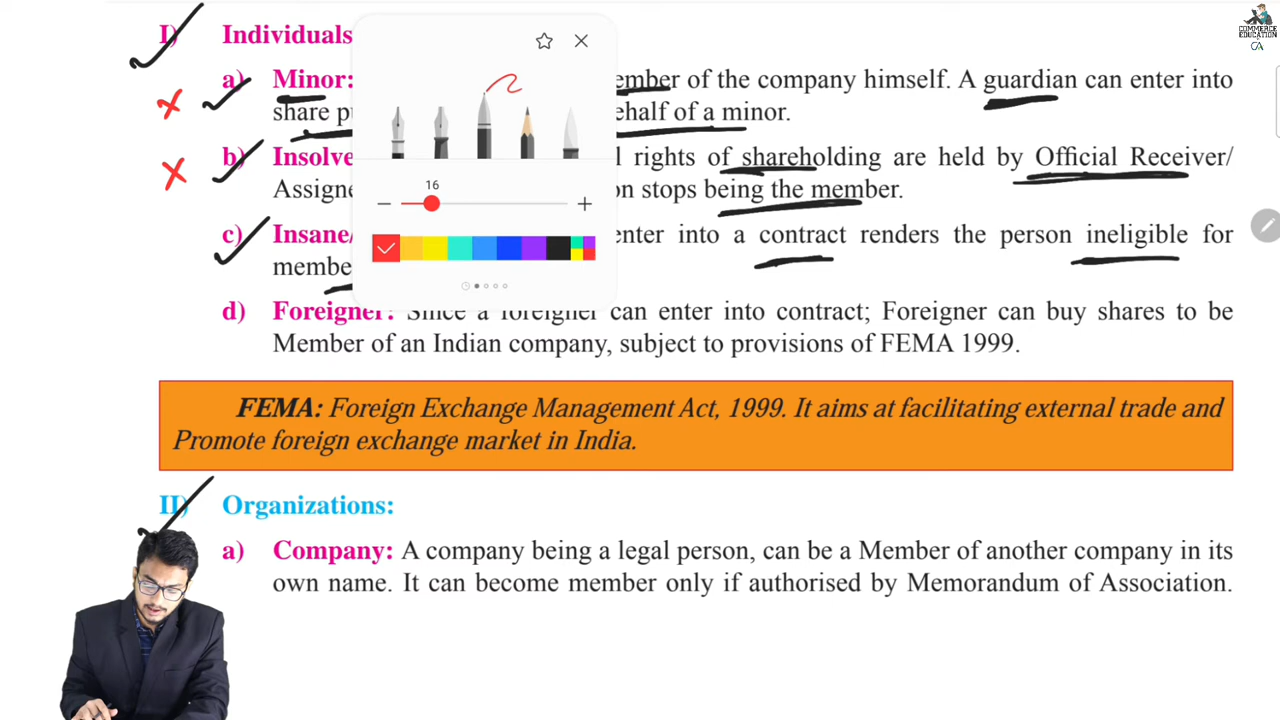 COMMERCE
EDUCATION
CA
I) Individuals
a) Minor: ember of the company himself. A guardian can enter into
share p ehalf of a minor.
b) Insolve l rights of shareholding are held by Official Receiver/
Assigne on stops being the member.
c) Insane/ enter into a contract renders the person ineligible for
membe
16
d) Foreigner: Since a foreigner can enter into contract; Foreigner can buy shares to be
Member of an Indian company, subject to provisions of FEMA 1999.
FEMA: Foreign Exchange Management Act, 1999. It aims at facilitating external trade and
Promote foreign exchange market in India.
II) Organizations:
a) Company: A company being a legal person, can be a Member of another company in its
own name. It can become member only if authorised by Memorandum of Association.